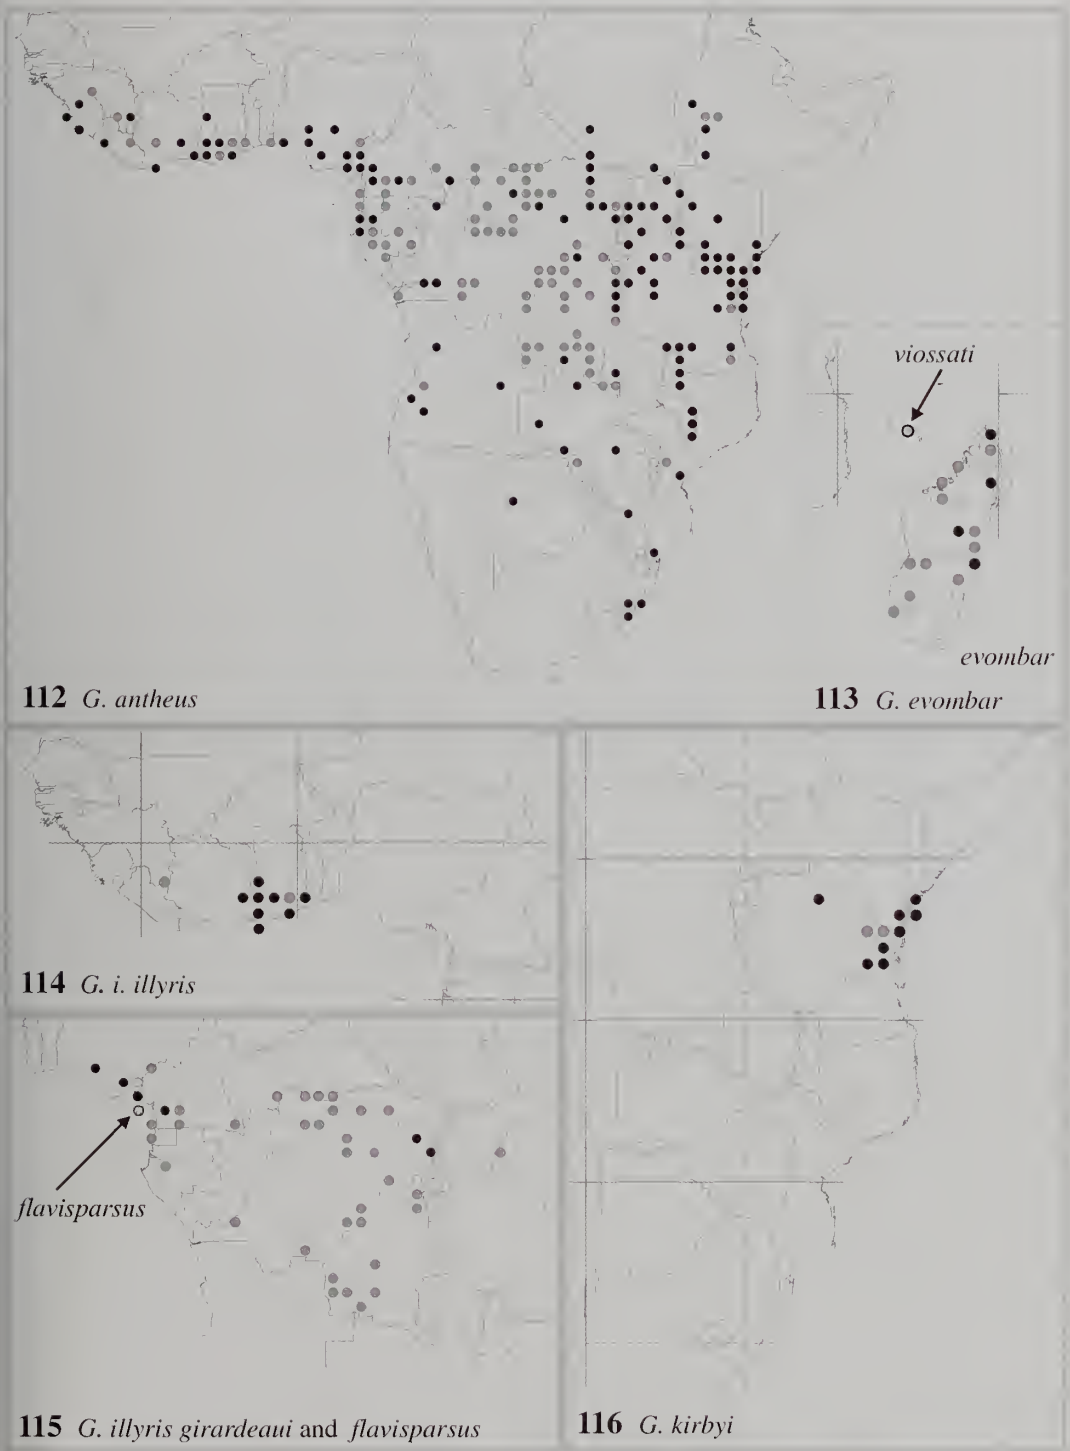 viossati
evombar
112 G. antheus
113 G. evombar
114 G. i. illyris
flavisparsus
115 G. illyris girardeaui and flavisparsus
116 G. kirbyi